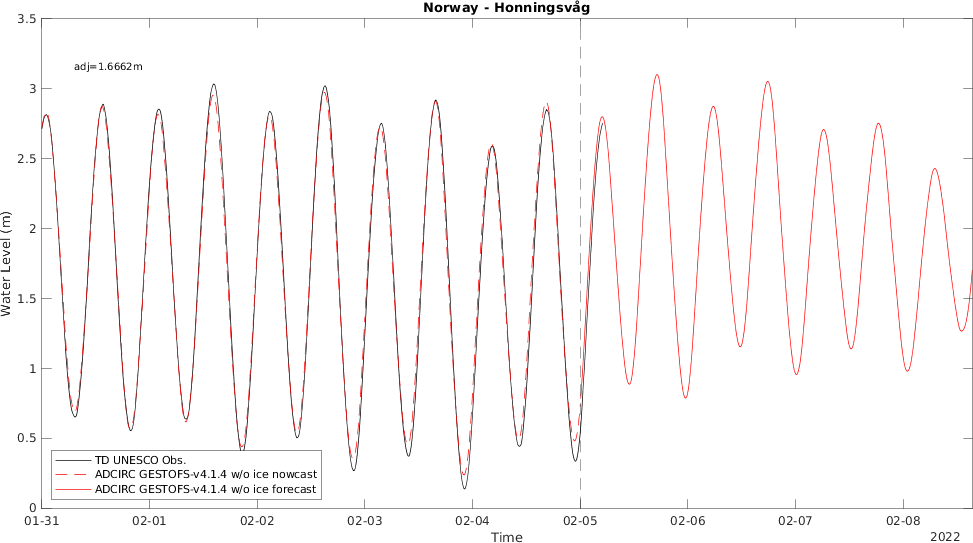 Norway - Honningsvåg
3.5
adj=1.6662m
3
2.5
2
1.5
1
0.5
0
Water Level (m)
TD UNESCO Obs.
ADCIRC GESTOFS-v4.1.4 w/o ice nowcast
ADCIRC GESTOFS-v4.1.4 w/o ice forecast
01-31 02-01 02-02 02-03 02-04 02-05 02-06 02-07 02-08
Time
2022